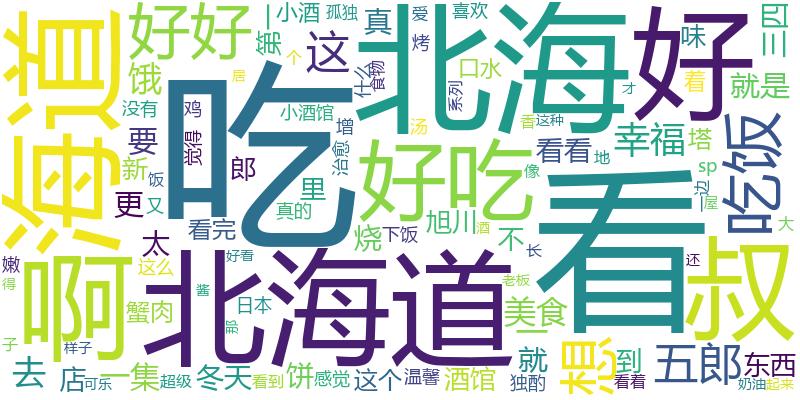 好好
第一
小酒
孤独
爱
喜欢
三四
饿
这
真
烤
北海
好
味
海道
吃
什么
食物
口水
系列
才
着
就是
没有
鸡
个
居
小酒馆
增
汤
香
这种
要
觉得
治愈
好吃
看看
地
幸福
塔
吃饭
新
饭
又
郎
里
像
看
sp
一边
屋
更
看完
真的
烧
下饭
旭川
酒
不
长
大
叔
嫩
得
啊
太
这么
北海道
好看
酱
日本
那
老板
还
美食
一
蟹肉
子
样子
去
店
可乐
一集
超级
冬天
看到
饼
感觉
这个
温馨
酒馆
就
独酌
想
到
看着
五郎
东西
奶油
起来